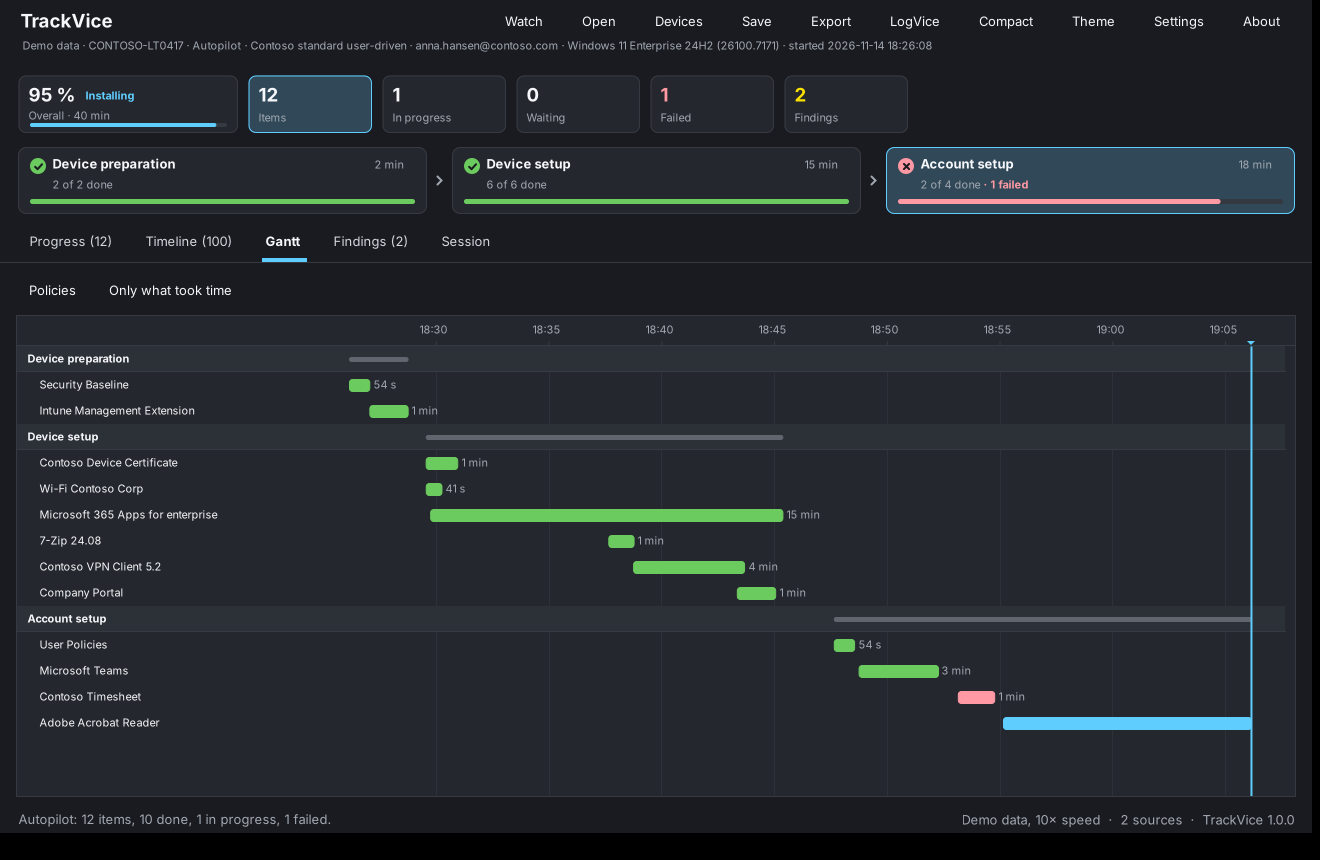 TrackVice Watch Open Devices Save Export LogVice Compact Theme Settings About
Demo data · CONTOSO-LT0417 · Autopilot · Contoso standard user-driven · anna.hansen@contoso.com · Windows 11 Enterprise 24H2 (26100.7171) · started 2026-11-14 18:26:08
95 % Installing 12 1 0 1 2
Overall · 40 min Items In progress Waiting Failed Findings
Device preparation 2 min Device setup 15 min Account setup 18 min
2 of 2 done 6 of 6 done 2 of 4 done · 1 failed
Progress (12) Timeline (100) Gantt Findings (2) Session
Policies Only what took time
18:30 18:35 18:40 18:45 18:50 18:55 19:00 19:05
Device preparation
Security Baseline 54 s
Intune Management Extension 1 min
Device setup
Contoso Device Certificate 1 min
Wi-Fi Contoso Corp 41 s
Microsoft 365 Apps for enterprise 15 min
7-Zip 24.08 1 min
Contoso VPN Client 5.2 4 min
Company Portal 1 min
Account setup
User Policies 54 s
Microsoft Teams 3 min
Contoso Timesheet 1 min
Adobe Acrobat Reader
Autopilot: 12 items, 10 done, 1 in progress, 1 failed. Demo data, 10× speed · 2 sources · TrackVice 1.0.0